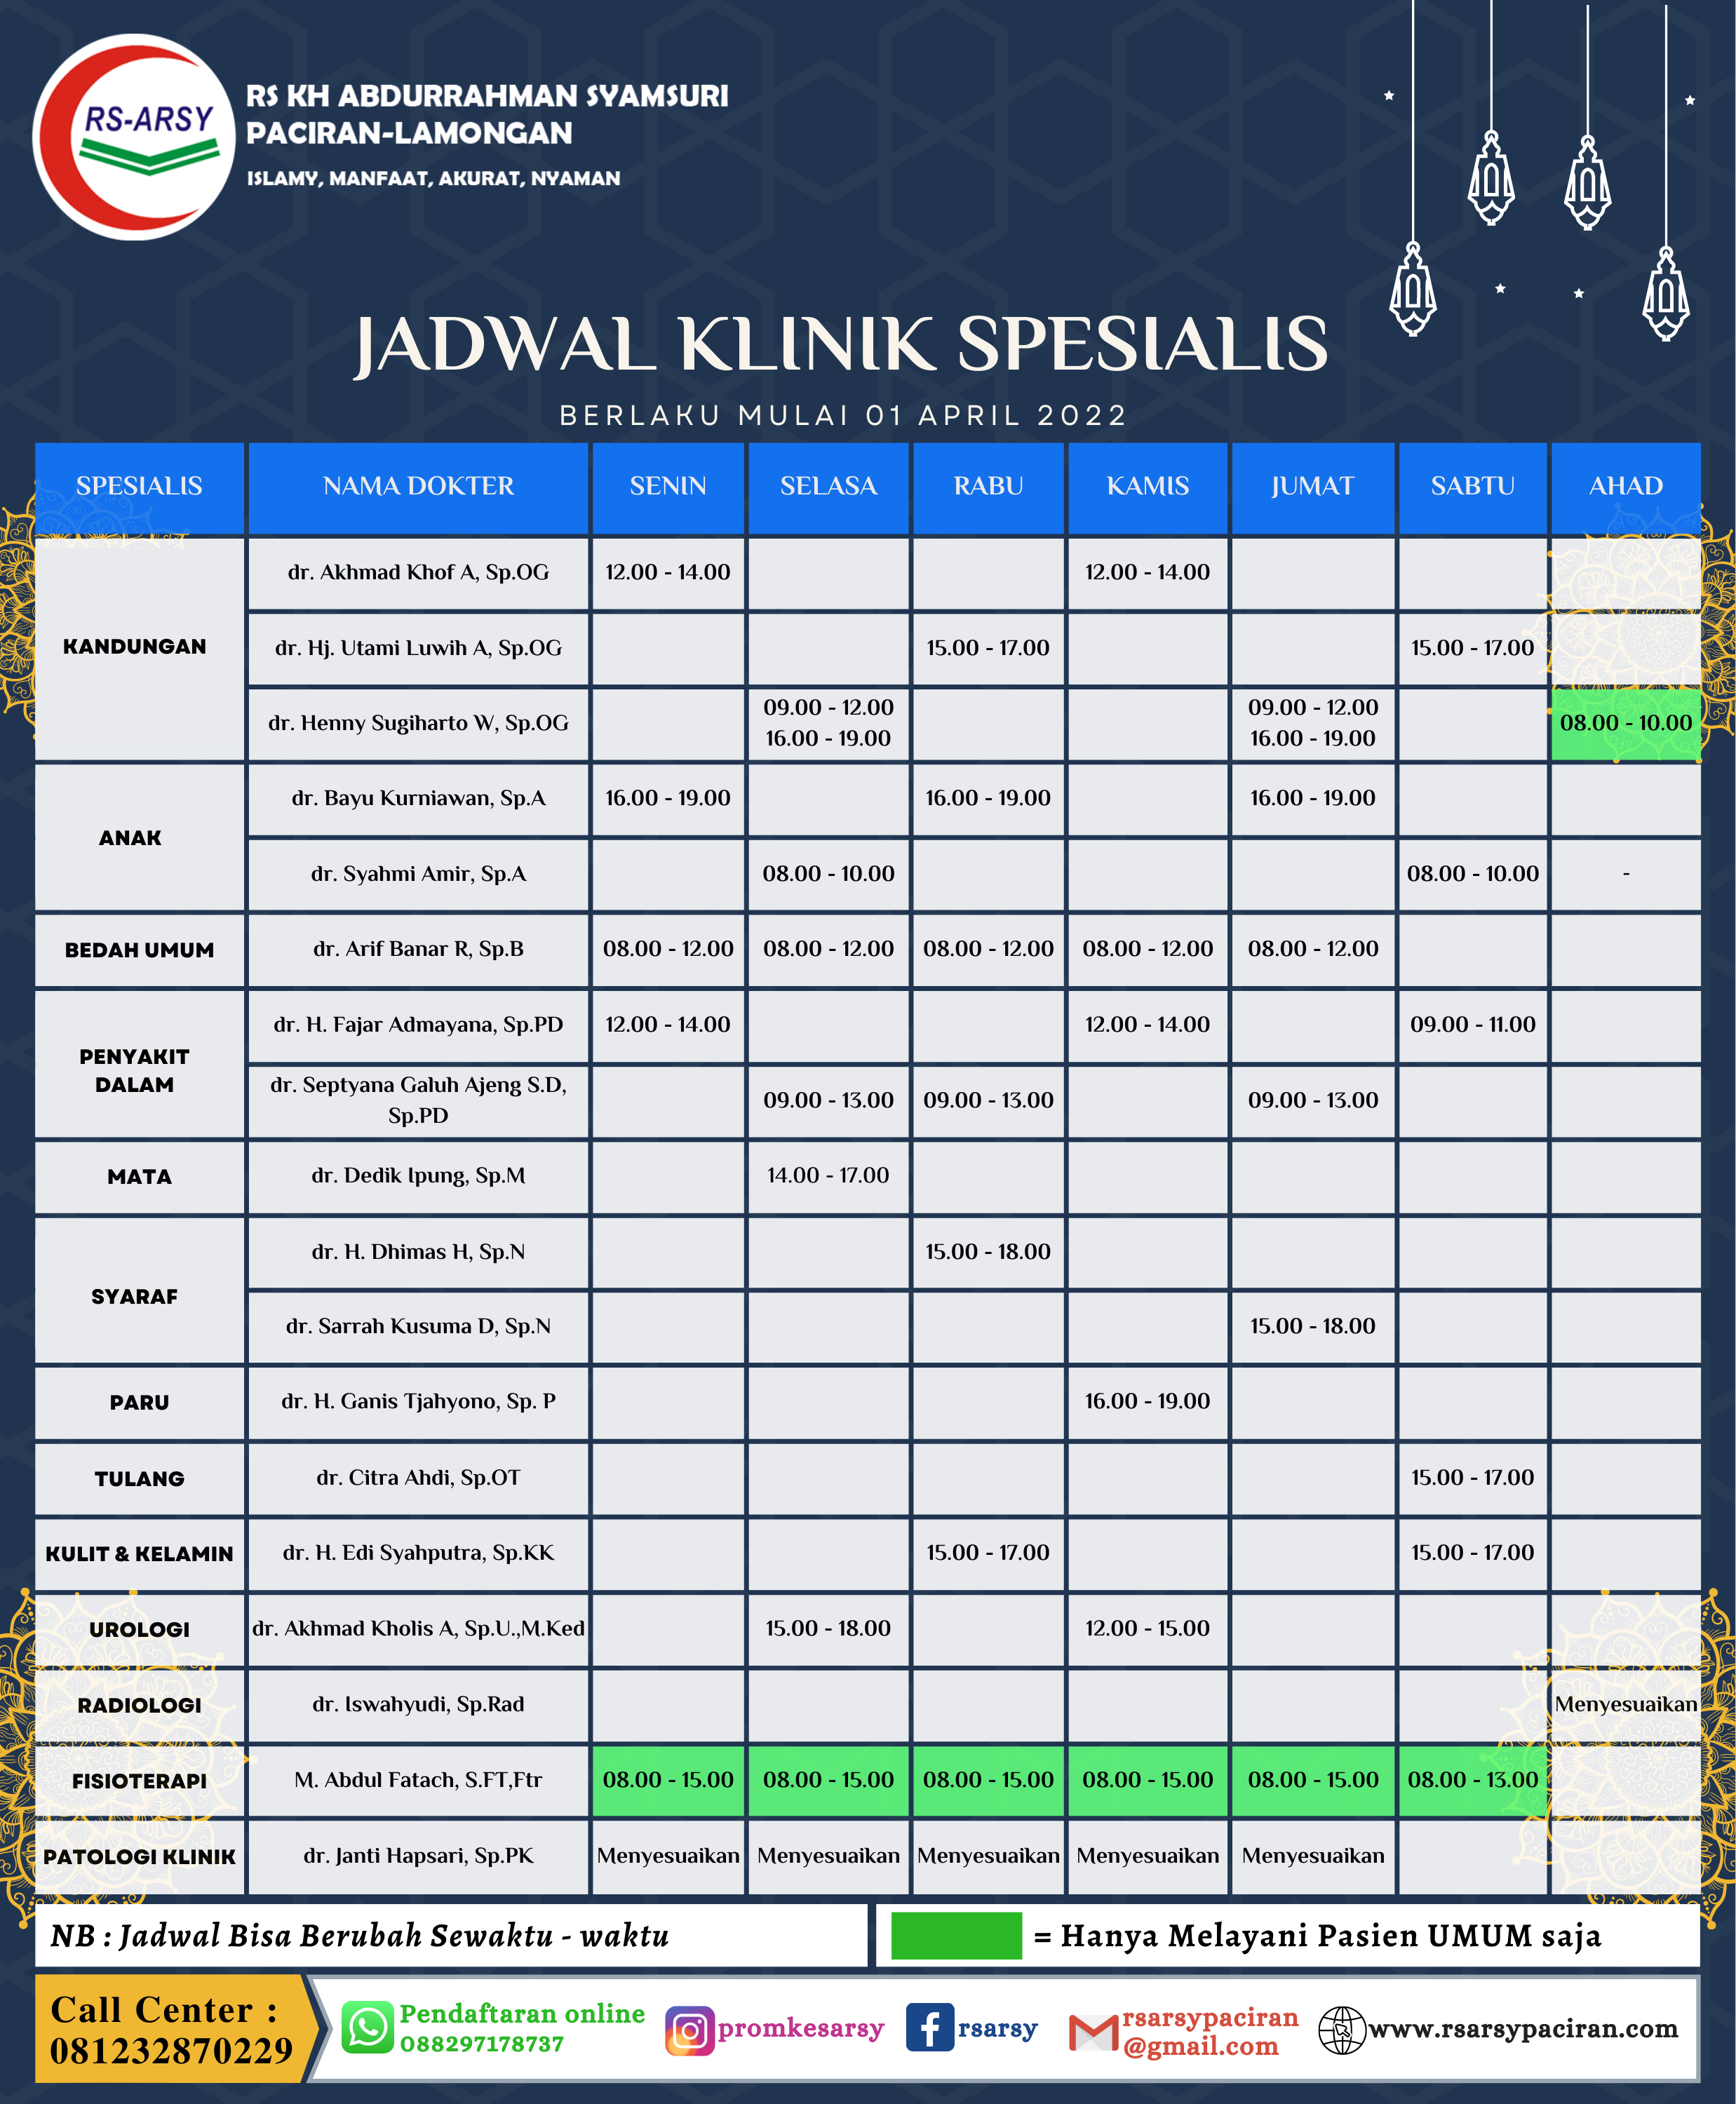 RS-ARSY
RS KH ABDURRAHMAN SYAMSURI
PACIRAN-LAMONGAN
ISLAMY, MANFAAT, AKURAT, NYAMAN
JADWAL KLINIK SPESIALIS
BERLAKU MULAI 01 APRIL 2022
SPESIALIS NAMA DOKTER SENIN SELASA RABU KAMIS JUMAT SABTU AHAD
KANDUNGAN
dr. Akhmad Khof A, Sp.OG 12.00 - 14.00 12.00 - 14.00
dr. Hj. Utami Luwih A, Sp.OG 15.00 - 17.00 15.00 - 17.00
dr. Henny Sugiharto W, Sp.OG 09.00 - 12.00 09.00 - 12.00 08.00 - 10.00
16.00 - 19.00 16.00 - 19.00
ANAK
dr. Bayu Kurniawan, Sp.A 16.00 - 19.00 16.00 - 19.00 16.00 - 19.00
dr. Syahmi Amir, Sp.A 08.00 - 10.00 08.00 - 10.00 -
BEDAH UMUM dr. Arif Banar R, Sp.B 08.00 - 12.00 08.00 - 12.00 08.00 - 12.00 08.00 - 12.00 08.00 - 12.00
PENYAKIT
DALAM
dr. H. Fajar Admayana, Sp.PD 12.00 - 14.00 12.00 - 14.00 09.00 - 11.00
dr. Septyana Galuh Ajeng S.D,
Sp.PD 09.00 - 13.00 09.00 - 13.00 09.00 - 13.00
MATA dr. Dedik Ipung, Sp.M 14.00 - 17.00
SYARAF
dr. H. Dhimas H, Sp.N 15.00 - 18.00
dr. Sarrah Kusuma D, Sp.N 15.00 - 18.00
PARU dr. H. Ganis Tjahyono, Sp. P 16.00 - 19.00
TULANG dr. Citra Ahdi, Sp.OT 15.00 - 17.00
KULIT & KELAMIN dr. H. Edi Syahputra, Sp.KK 15.00 - 17.00 15.00 - 17.00
UROLOGI dr. Akhmad Kholis A, Sp.U.,M.Ked 15.00 - 18.00 12.00 - 15.00
RADIOLOGI dr. Iswahyudi, Sp.Rad Menyesuaikan
FISIOTERAPI M. Abdul Fatach, S.FT,Ftr 08.00 - 15.00 08.00 - 15.00 08.00 - 15.00 08.00 - 15.00 08.00 - 15.00 08.00 - 13.00
PATOLOGI KLINIK dr. Janti Hapsari, Sp.PK Menyesuaikan Menyesuaikan Menyesuaikan Menyesuaikan Menyesuaikan
NB : Jadwal Bisa Berubah Sewaktu - waktu
= Hanya Melayani Pasien UMUM saja
Call Center :
081232870229
Pendaftaran online
088297178737
promkesarsy
rsarsy
rsarsypaciran
@gmail.com
www.rsarsypaciran.com